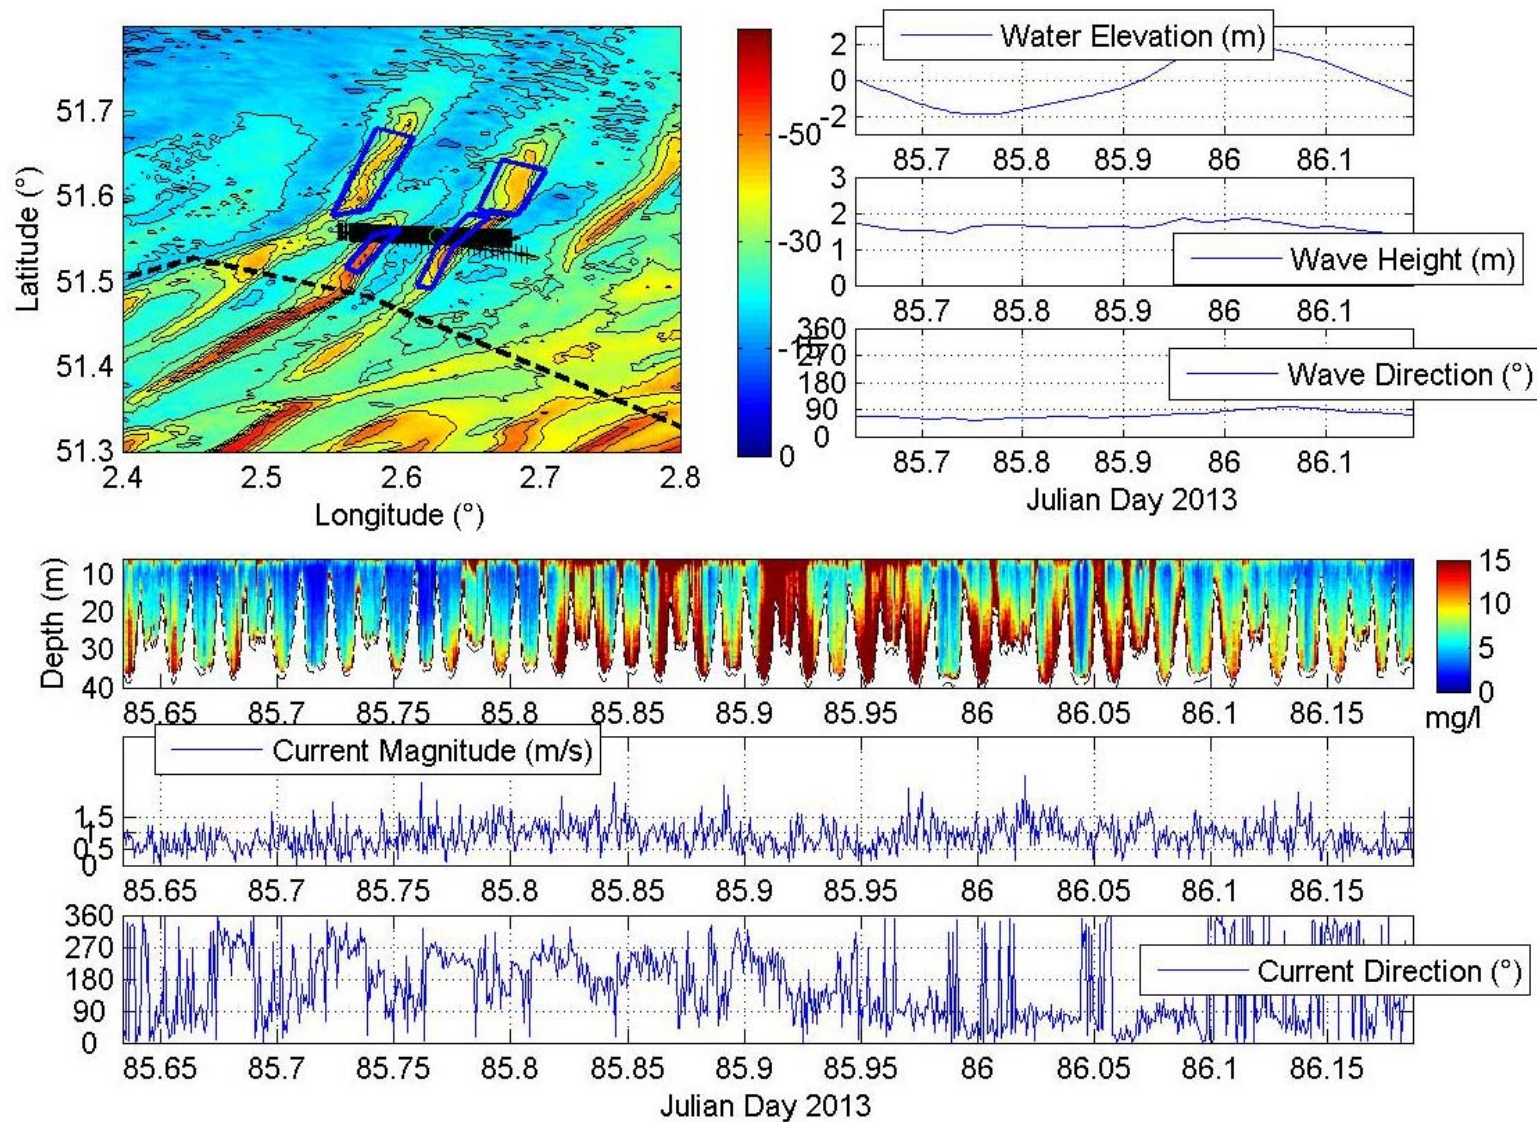 51.7
51.6
51.5
51.4
51.3
Latitude (°)
2.4 2.5 2.6 2.7 2.8
Longitude (°)
-50
-30
-1
0
Water Elevation (m)
2
0
-2
85.7 85.8 85.9 86 86.1
3
2
1
0
Wave Height (m)
85.7 85.8 85.9 86 86.1
360
270
180
90
0
Wave Direction (°)
85.7 85.8 85.9 86 86.1
Julian Day 2013
10
20
30
40
Depth (m)
85.65 85.7 85.75 85.8 85.85 85.9 85.95 86 86.05 86.1 86.15
15
10
5
0
mg/l
Current Magnitude (m/s)
1.5
1
0.5
0
85.65 85.7 85.75 85.8 85.85 85.9 85.95 86 86.05 86.1 86.15
360
270
180
90
0
Current Direction (°)
85.65 85.7 85.75 85.8 85.85 85.9 85.95 86 86.05 86.1 86.15
Julian Day 2013